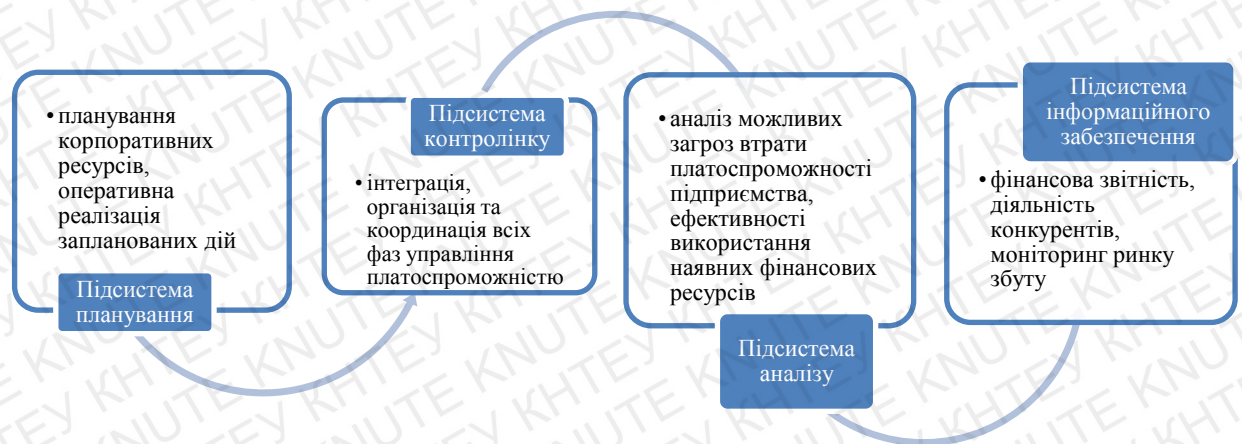 • планування
корпоративних
ресурсів,
оперативна
реалізація
запланованих дій
Підсистема
планування
Підсистема
контролінку
• інтеграція,
організація та
координація всіх
фаз управління
платоспроможністю
• аналіз можливих
загроз втрати
платоспроможності
підприємства,
ефективності
використання
наявних фінансових
ресурсів
Підсистема
аналізу
Підсистема
інформаційного
забезпечення
• фінансова звітність,
діяльність
конкурентів,
моніторинг ринку
збуту
KNUTE КНТЕУ